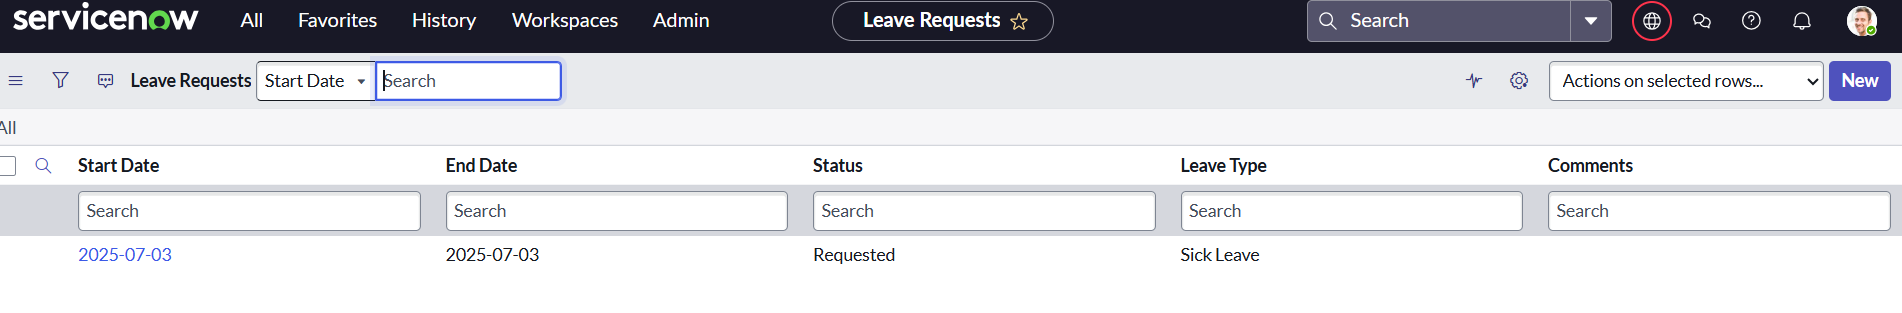 servicenow All Favorites History Workspaces Admin Leave Requests Search
Leave Requests Start Date Search Actions on selected rows... New
All
Start Date End Date Status Leave Type Comments
Search Search Search Search Search
2025-07-03 2025-07-03 Requested Sick Leave